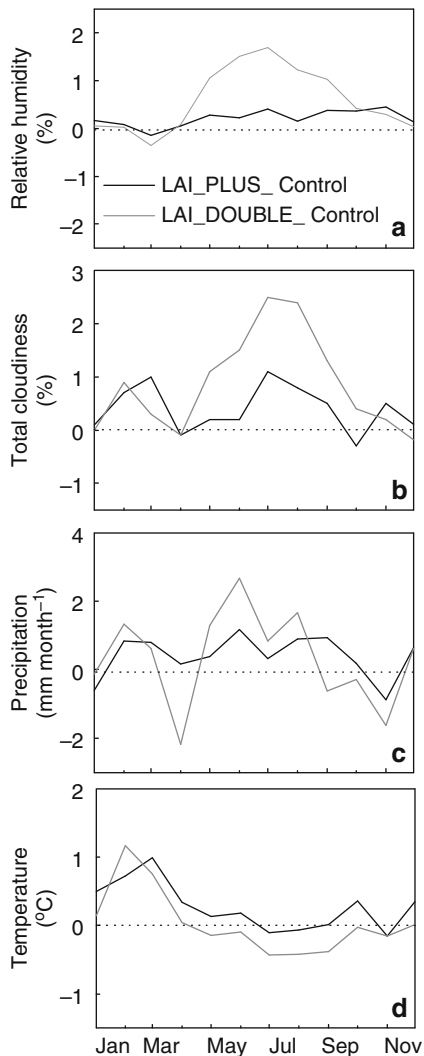 2
1
0
−1
−2
Relative humidity
(%)
LAI_PLUS_ Control
LAI_DOUBLE_ Control
a
3
2
1
0
−1
Total cloudiness
(%)
b
4
2
0
−2
Precipitation
(mm month⁻¹)
c
2
1
0
−1
Temperature
(°C)
d
Jan Mar May Jul Sep Nov